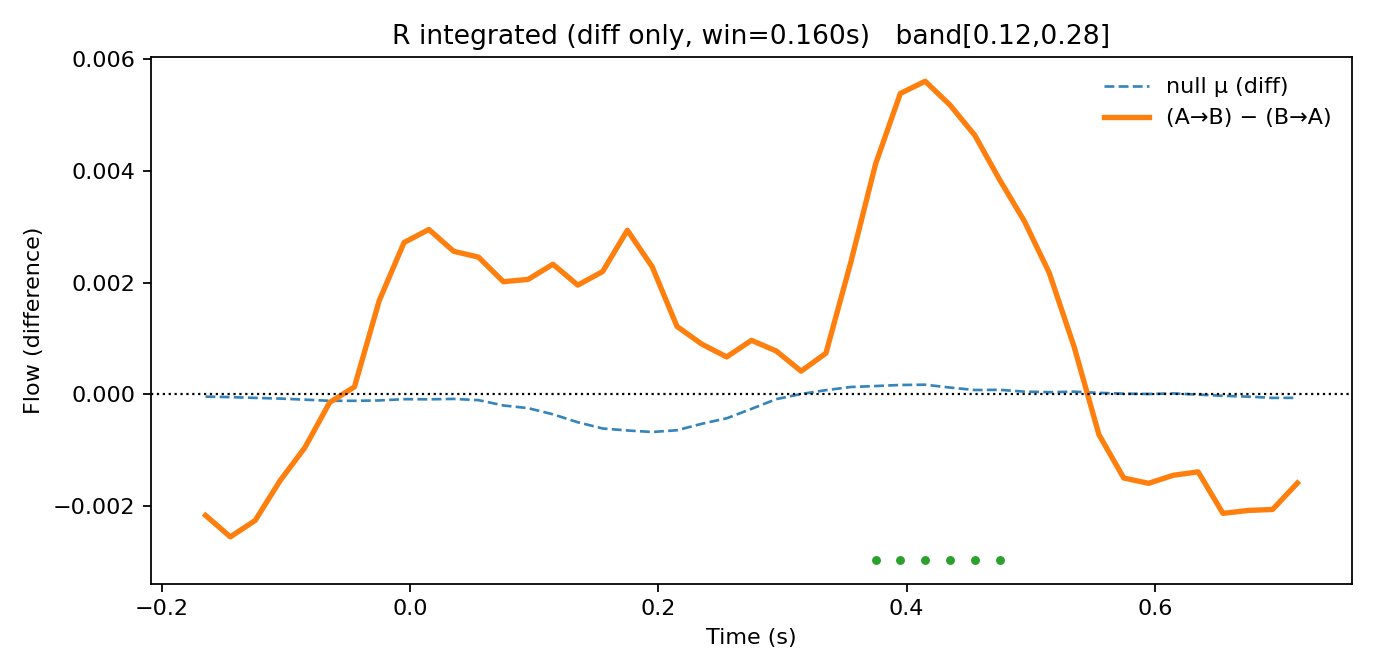 R integrated (diff only, win=0.160s)   band[0.12,0.28]
0.006
0.004
0.002
0.000
−0.002
Flow (difference)
null μ (diff)
(A→B) − (B→A)
−0.2
0.0
0.2
0.4
0.6
Time (s)